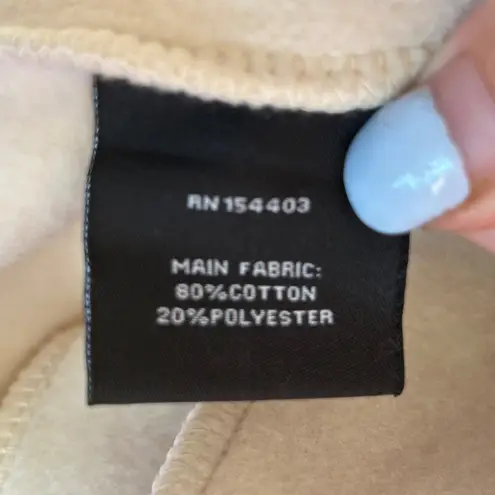 RN 154403
MAIN FABRIC:
80%COTTON
20%POLYESTER